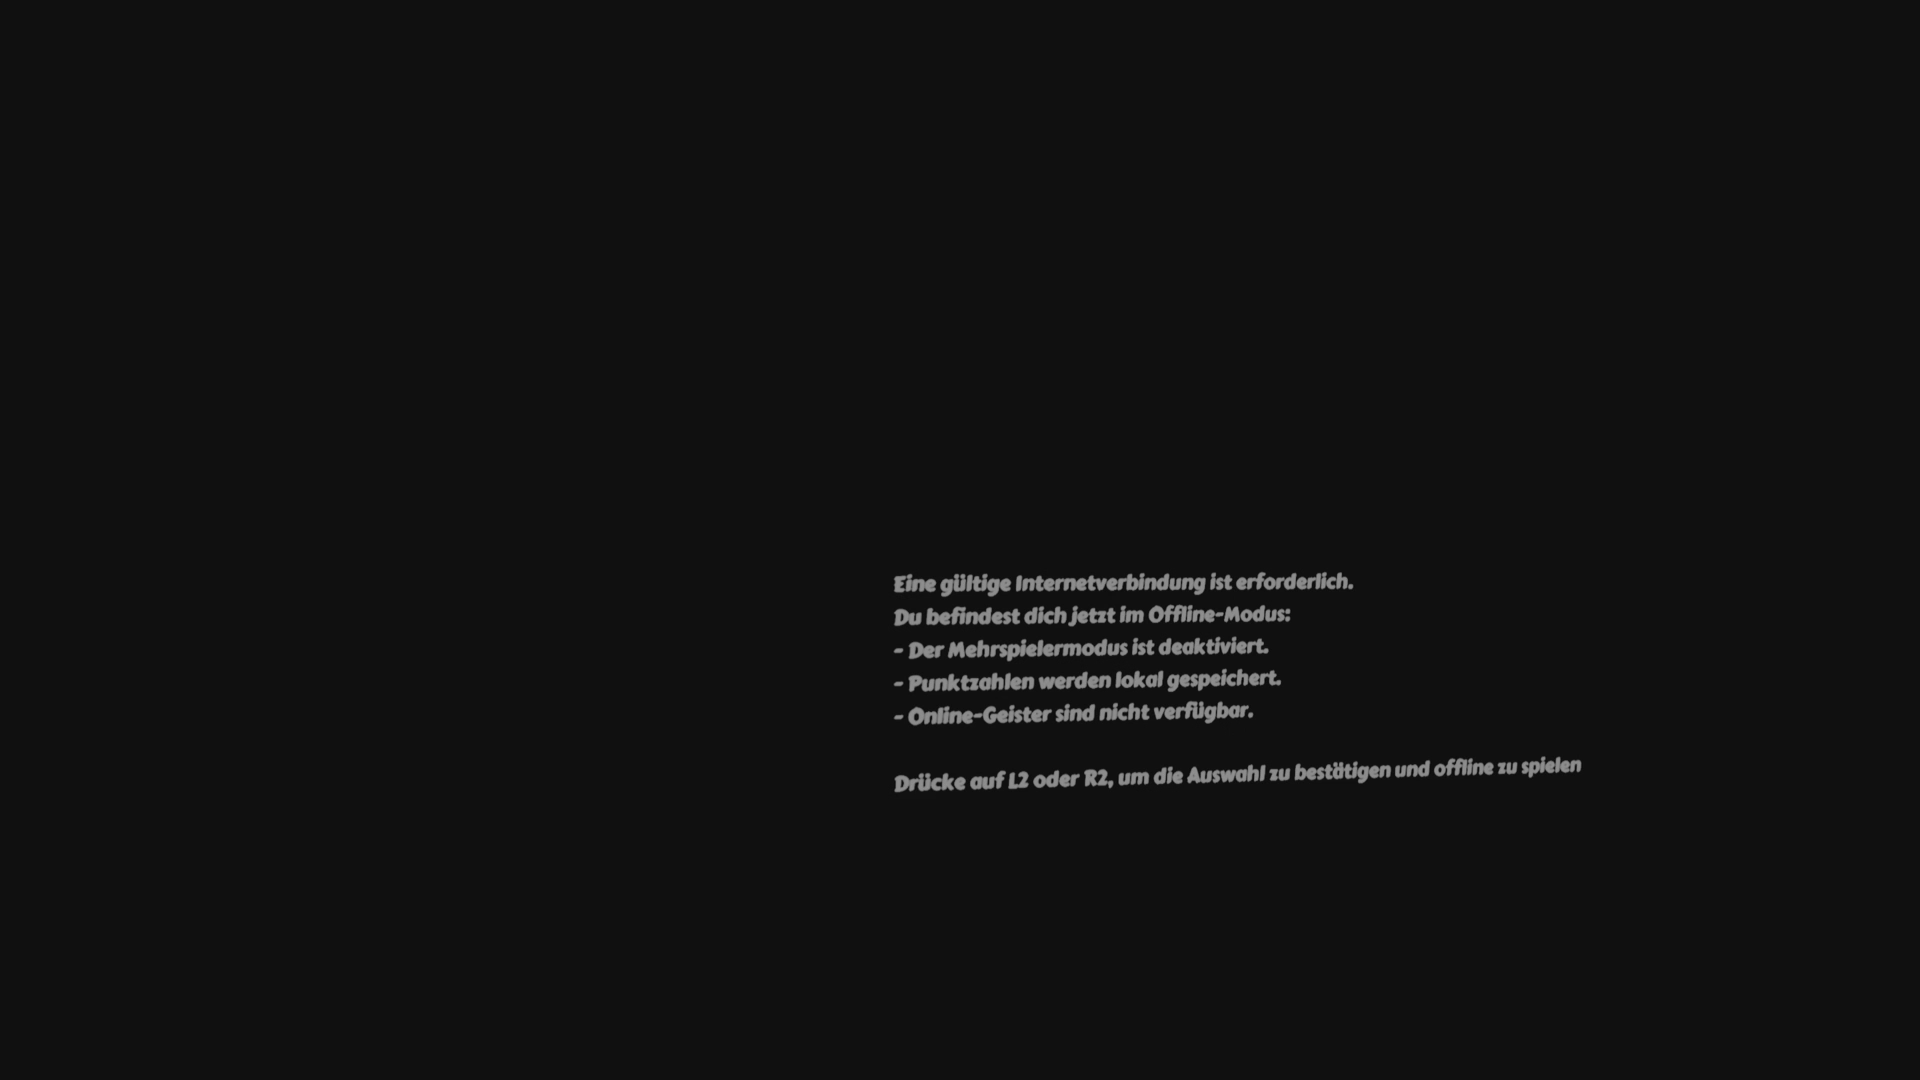 Eine gültige Internetverbindung ist erforderlich.
Du befindest dich jetzt im Offline-Modus:
- Der Mehrspielermodus ist deaktiviert.
- Punktzahlen werden lokal gespeichert.
- Online-Geister sind nicht verfügbar.
Drücke auf L2 oder R2, um die Auswahl zu bestätigen und offline zu spielen